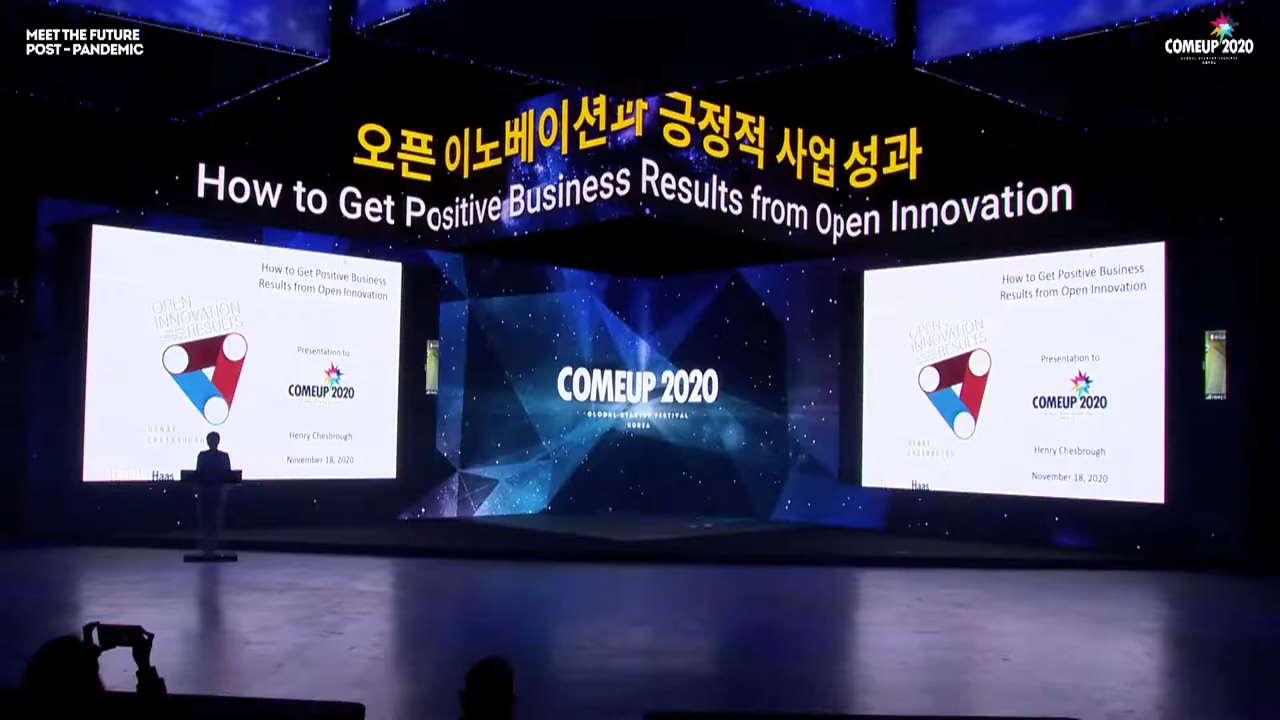 MEET THE FUTURE
POST – PANDEMIC
COMEUP 2020
GLOBAL STARTUP FESTIVAL
KOREA
오픈 이노베이션과 긍정적 사업 성과
How to Get Positive Business Results from Open Innovation
How to Get Positive Business
Results from Open Innovation
OPEN
INNOVATION
RESULTS
HENRY
CHESBROUGH
Presentation to
COMEUP 2020
Henry Chesbrough
November 18, 2020
Haas
COMEUP 2020
GLOBAL STARTUP FESTIVAL
KOREA
How to Get Positive Business
Results from Open Innovation
OPEN
INNOVATION
RESULTS
HENRY
CHESBROUGH
Presentation to
COMEUP 2020
Henry Chesbrough
November 18, 2020
Haas